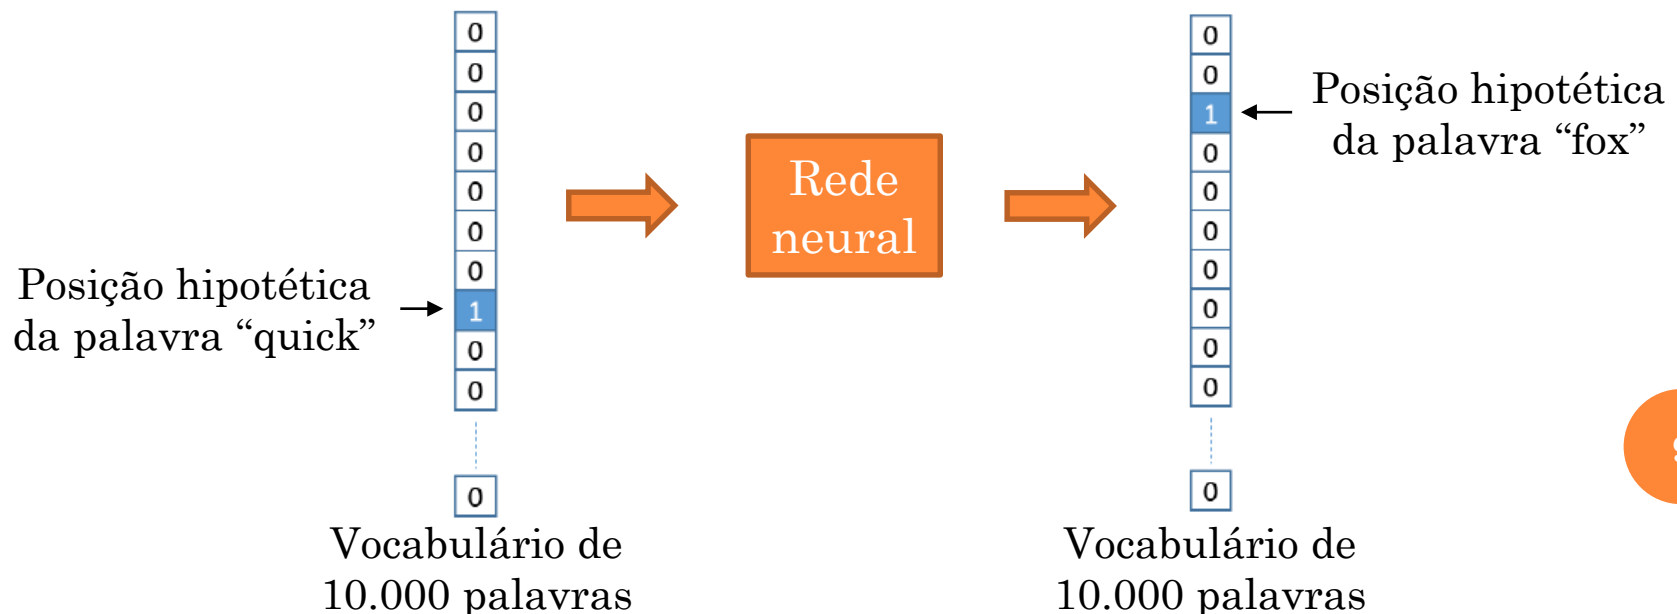 0
0
0
0
0
0
0
1
0
0
0
Posição hipotética
da palavra “quick”
Vocabulário de
10.000 palavras
Rede
neural
0
0
1
0
0
0
0
0
0
0
0
Posição hipotética
da palavra “fox”
Vocabulário de
10.000 palavras